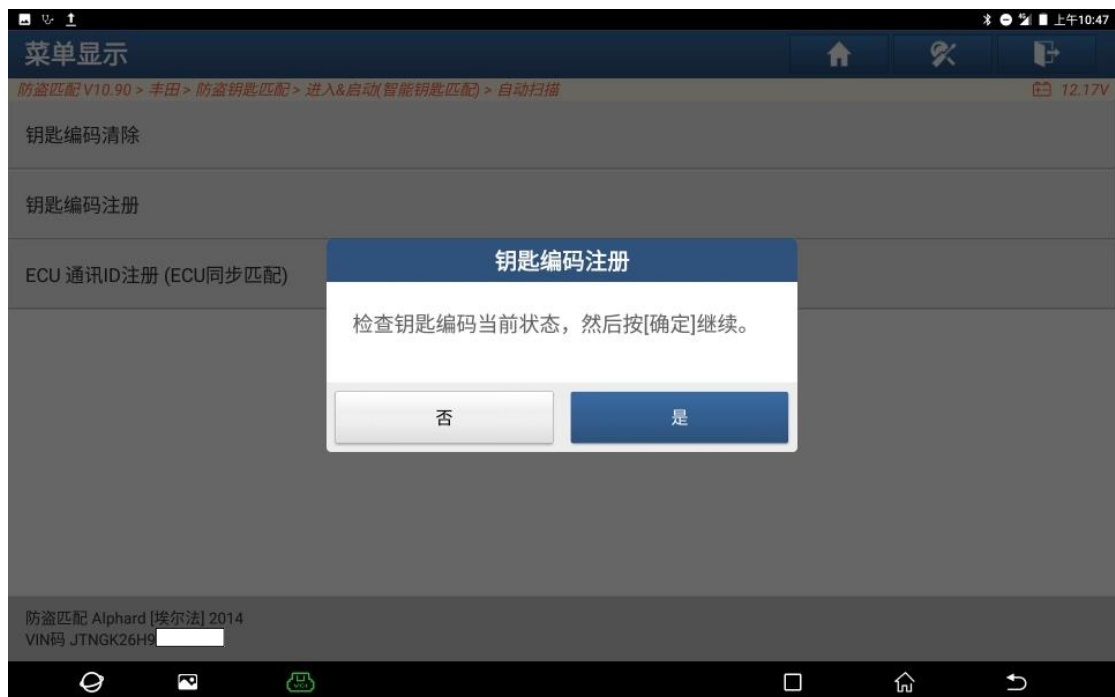 上午10:47
菜单显示
防盗匹配 V10.90 > 丰田 > 防盗钥匙匹配 > 进入&启动(智能钥匙匹配) > 自动扫描
12.17V
钥匙编码清除
钥匙编码注册
ECU 通讯ID注册 (ECU同步匹配)
钥匙编码注册
检查钥匙编码当前状态，然后按[确定]继续。
否
是
防盗匹配 Alphard [埃尔法] 2014
VIN码 JTNGK26H9